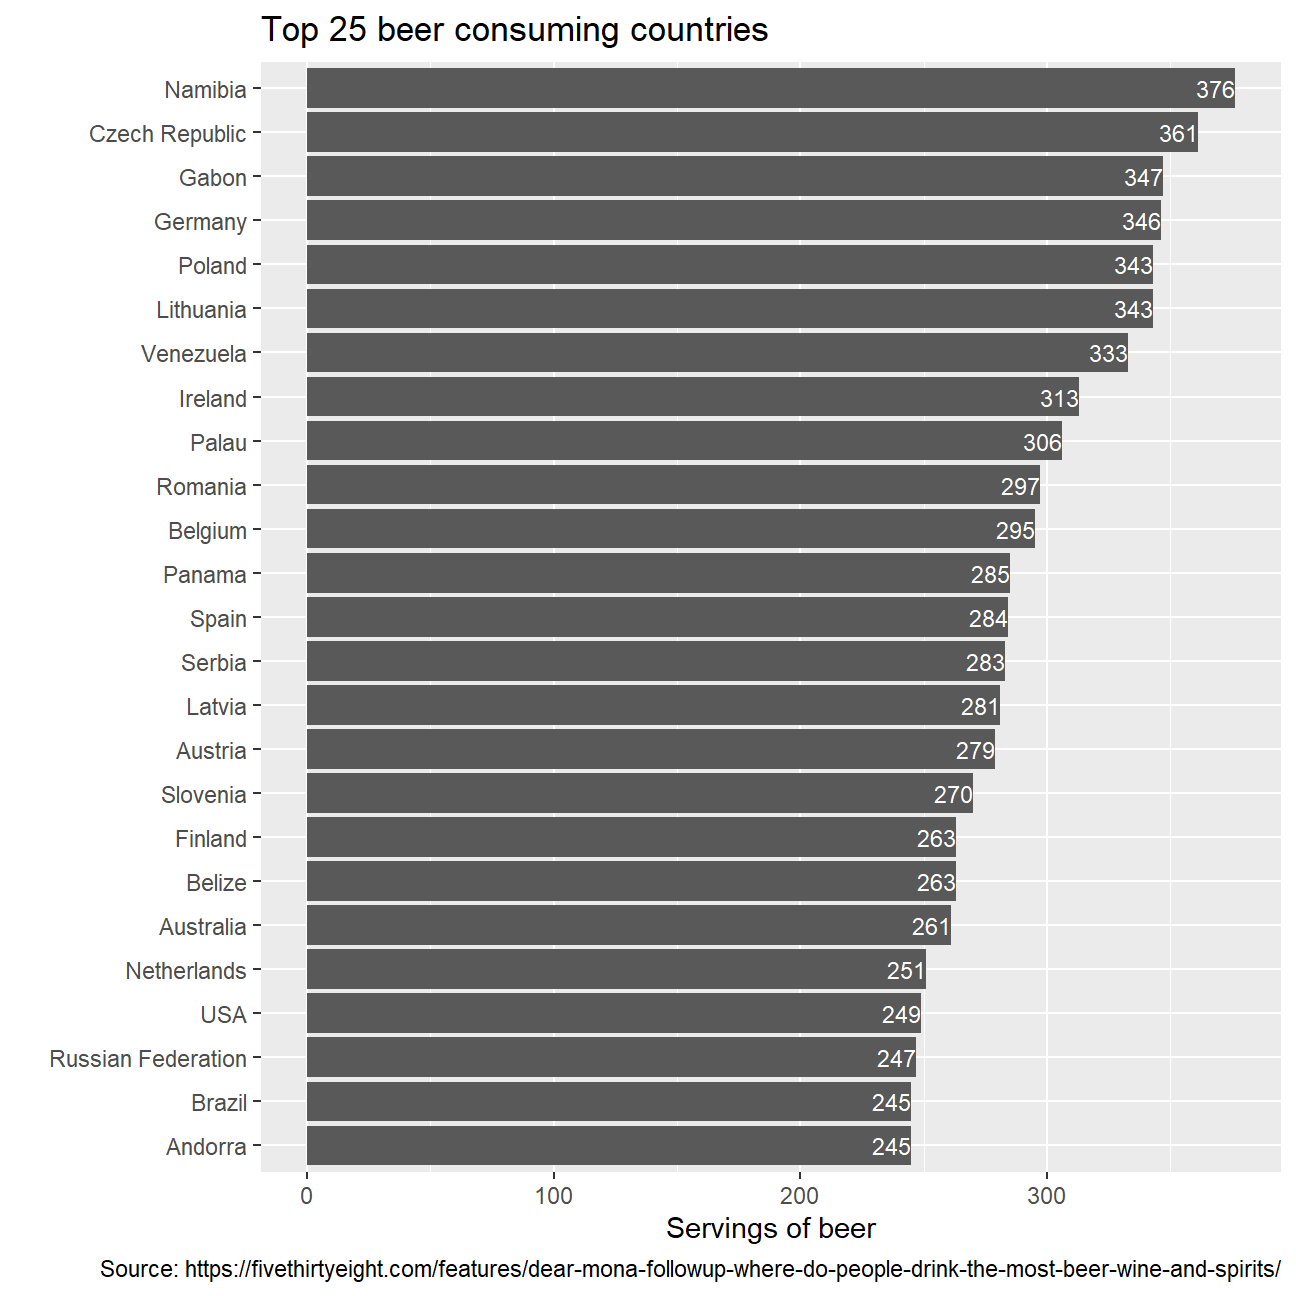 Top 25 beer consuming countries
Namibia 376
Czech Republic 361
Gabon 347
Germany 346
Poland 343
Lithuania 343
Venezuela 333
Ireland 313
Palau 306
Romania 297
Belgium 295
Panama 285
Spain 284
Serbia 283
Latvia 281
Austria 279
Slovenia 270
Finland 263
Belize 263
Australia 261
Netherlands 251
USA 249
Russian Federation 247
Brazil 245
Andorra 245
0 100 200 300
Servings of beer
Source: https://fivethirtyeight.com/features/dear-mona-followup-where-do-people-drink-the-most-beer-wine-and-spirits/